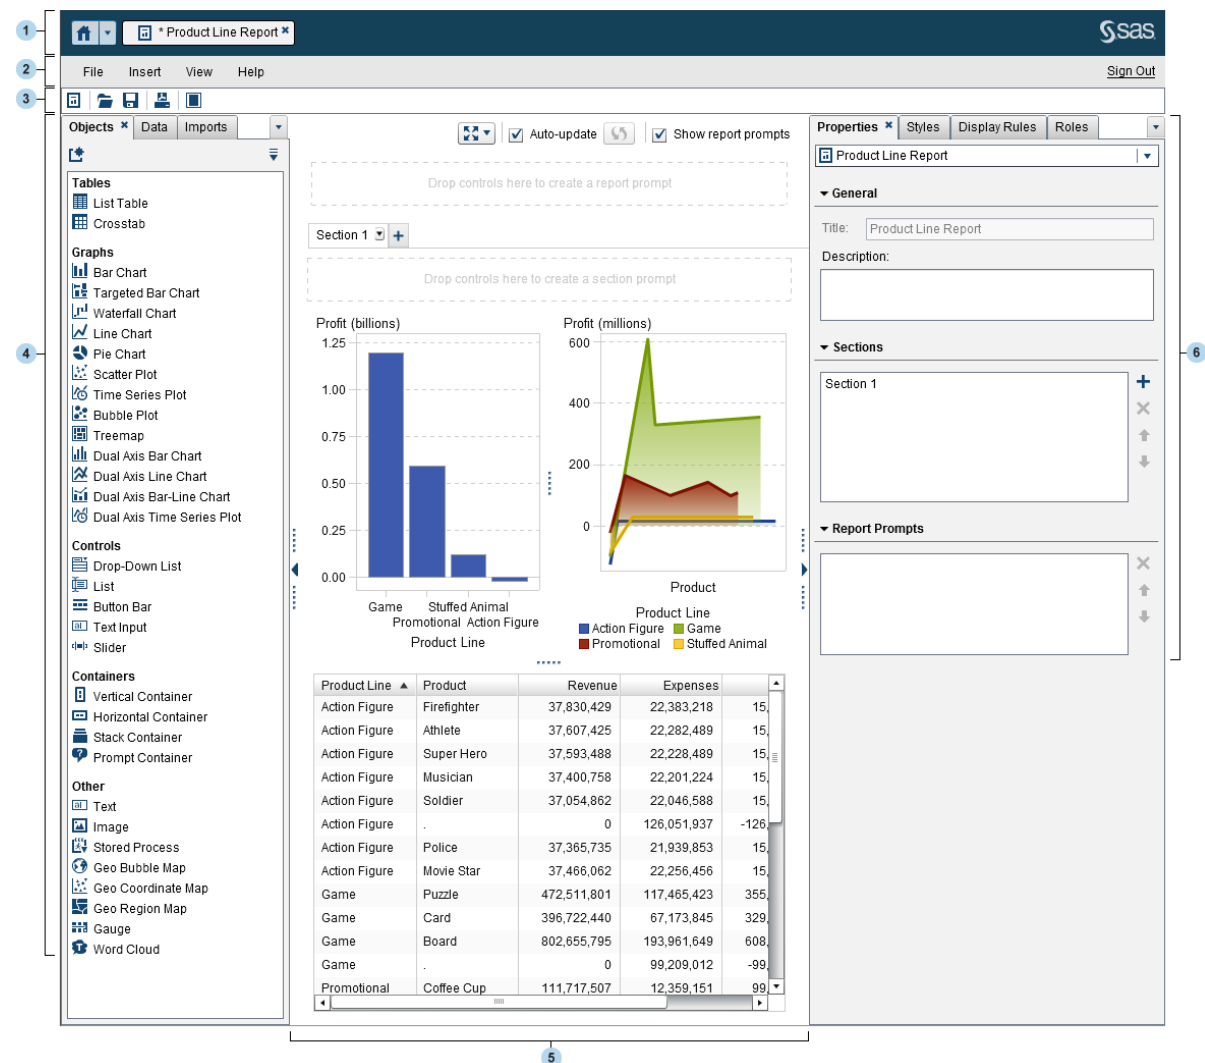 1
* Product Line Report
sas
2
File Insert View Help
Sign Out
3
4
Objects Data Imports
Tables
List Table
Crosstab
Graphs
Bar Chart
Targeted Bar Chart
Waterfall Chart
Line Chart
Pie Chart
Scatter Plot
Time Series Plot
Bubble Plot
Treemap
Dual Axis Bar Chart
Dual Axis Line Chart
Dual Axis Bar-Line Chart
Dual Axis Time Series Plot
Controls
Drop-Down List
List
Button Bar
Text Input
Slider
Containers
Vertical Container
Horizontal Container
Stack Container
Prompt Container
Other
Text
Image
Stored Process
Geo Bubble Map
Geo Coordinate Map
Geo Region Map
Gauge
Word Cloud
Auto-update Show report prompts
Drop controls here to create a report prompt
Section 1
Drop controls here to create a section prompt
Profit (billions)
1.25
1.00
0.75
0.50
0.25
0.00
Game Stuffed Animal
Promotional Action Figure
Product Line
Profit (millions)
600
400
200
0
Product
Product Line
Action Figure Game
Promotional Stuffed Animal
Product Line Product Revenue Expenses
Action Figure Firefighter 37,830,429 22,383,218 15,
Action Figure Athlete 37,607,425 22,282,489 15,
Action Figure Super Hero 37,593,488 22,228,489 15,
Action Figure Musician 37,400,758 22,201,224 15,
Action Figure Soldier 37,054,862 22,046,588 15,
Action Figure . 0 126,051,937 -126,
Action Figure Police 37,365,735 21,939,853 15,
Action Figure Movie Star 37,466,062 22,256,456 15,
Game Puzzle 472,511,801 117,465,423 355,
Game Card 396,722,440 67,173,845 329,
Game Board 802,655,795 193,961,649 608,
Game . 0 99,209,012 -99,
Promotional Coffee Cup 111,717,507 12,359,151 99,
5
Properties Styles Display Rules Roles
Product Line Report
General
Title: Product Line Report
Description:
Sections
Section 1
Report Prompts
6